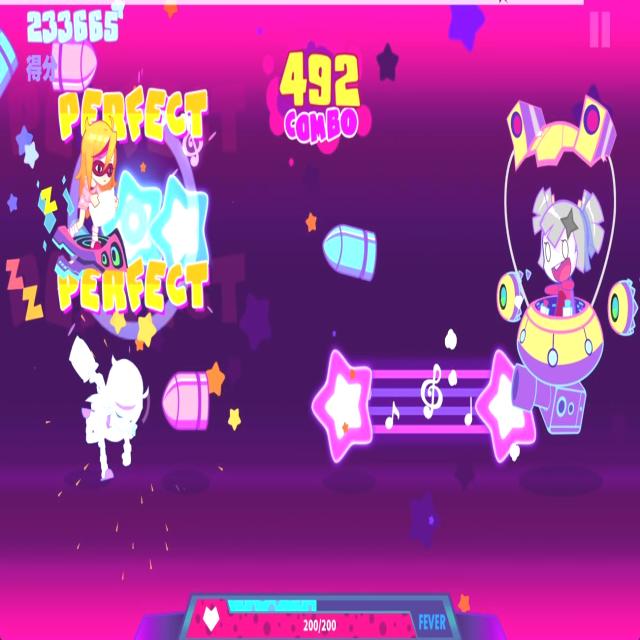 233665
得分
492
COMBO
PERFECT
Z
PERFECT
Z
Z
200/200
FEVER